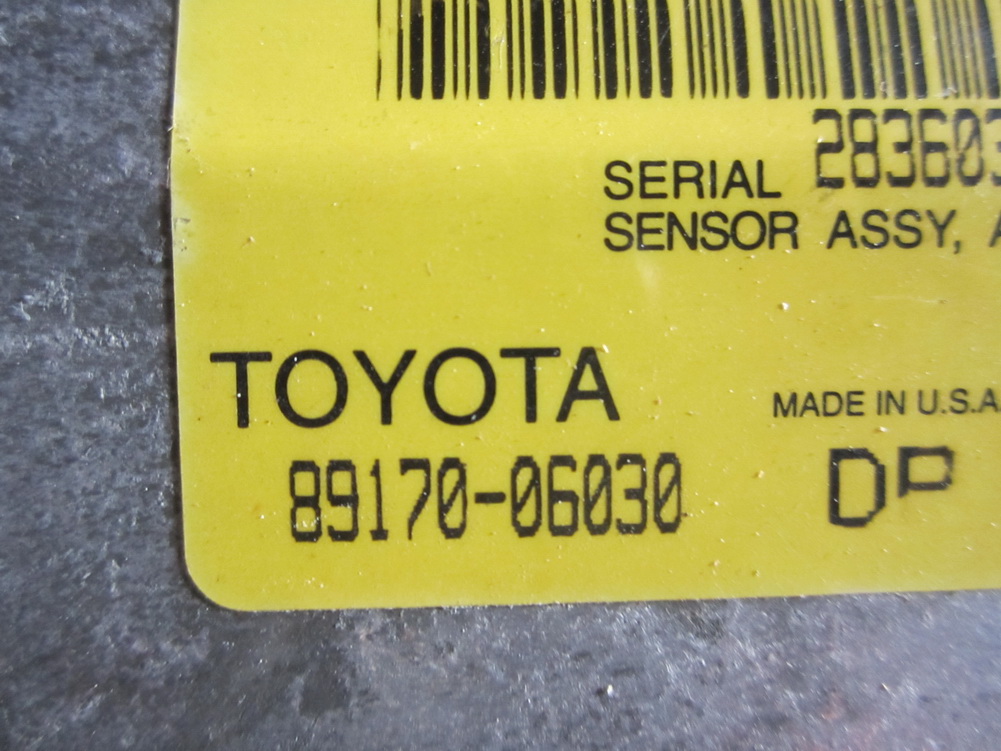 283603
SERIAL
SENSOR ASSY, A
TOYOTA
MADE IN U.S.A
89170-06030
DP